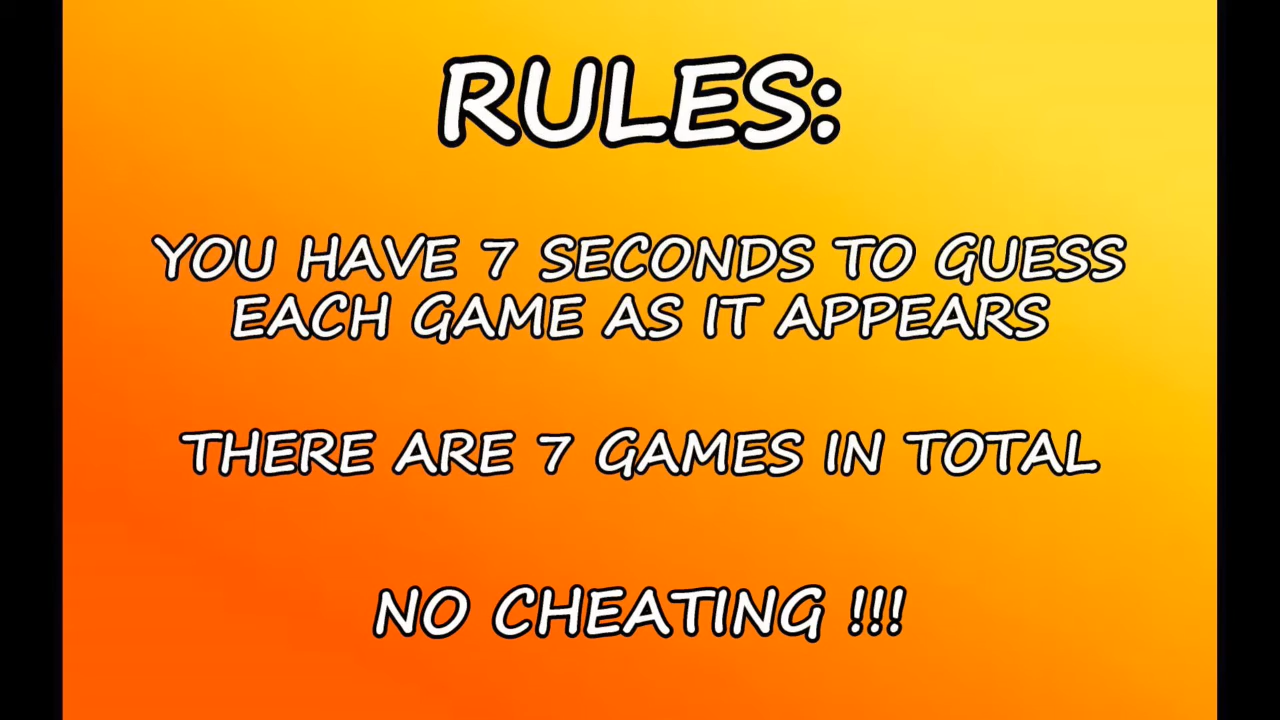 RULES:
YOU HAVE 7 SECONDS TO GUESS
EACH GAME AS IT APPEARS
THERE ARE 7 GAMES IN TOTAL
NO CHEATING !!!